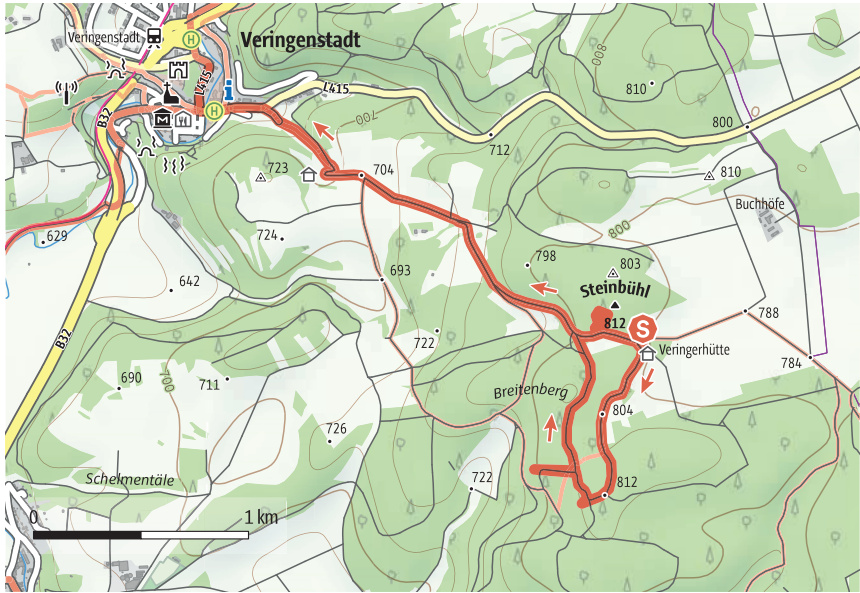 Veringenstadt
H
Veringenstadt
L415
i
L415
H
B32
M
810
800
800
700
712
723
704
810
Buchhöfe
800
629
724
693
798
803
Steinbühl
642
812
S
788
Veringerhütte
784
B32
722
690
700
711
Breitenberg
804
726
722
812
Schelmentäle
0
1 km